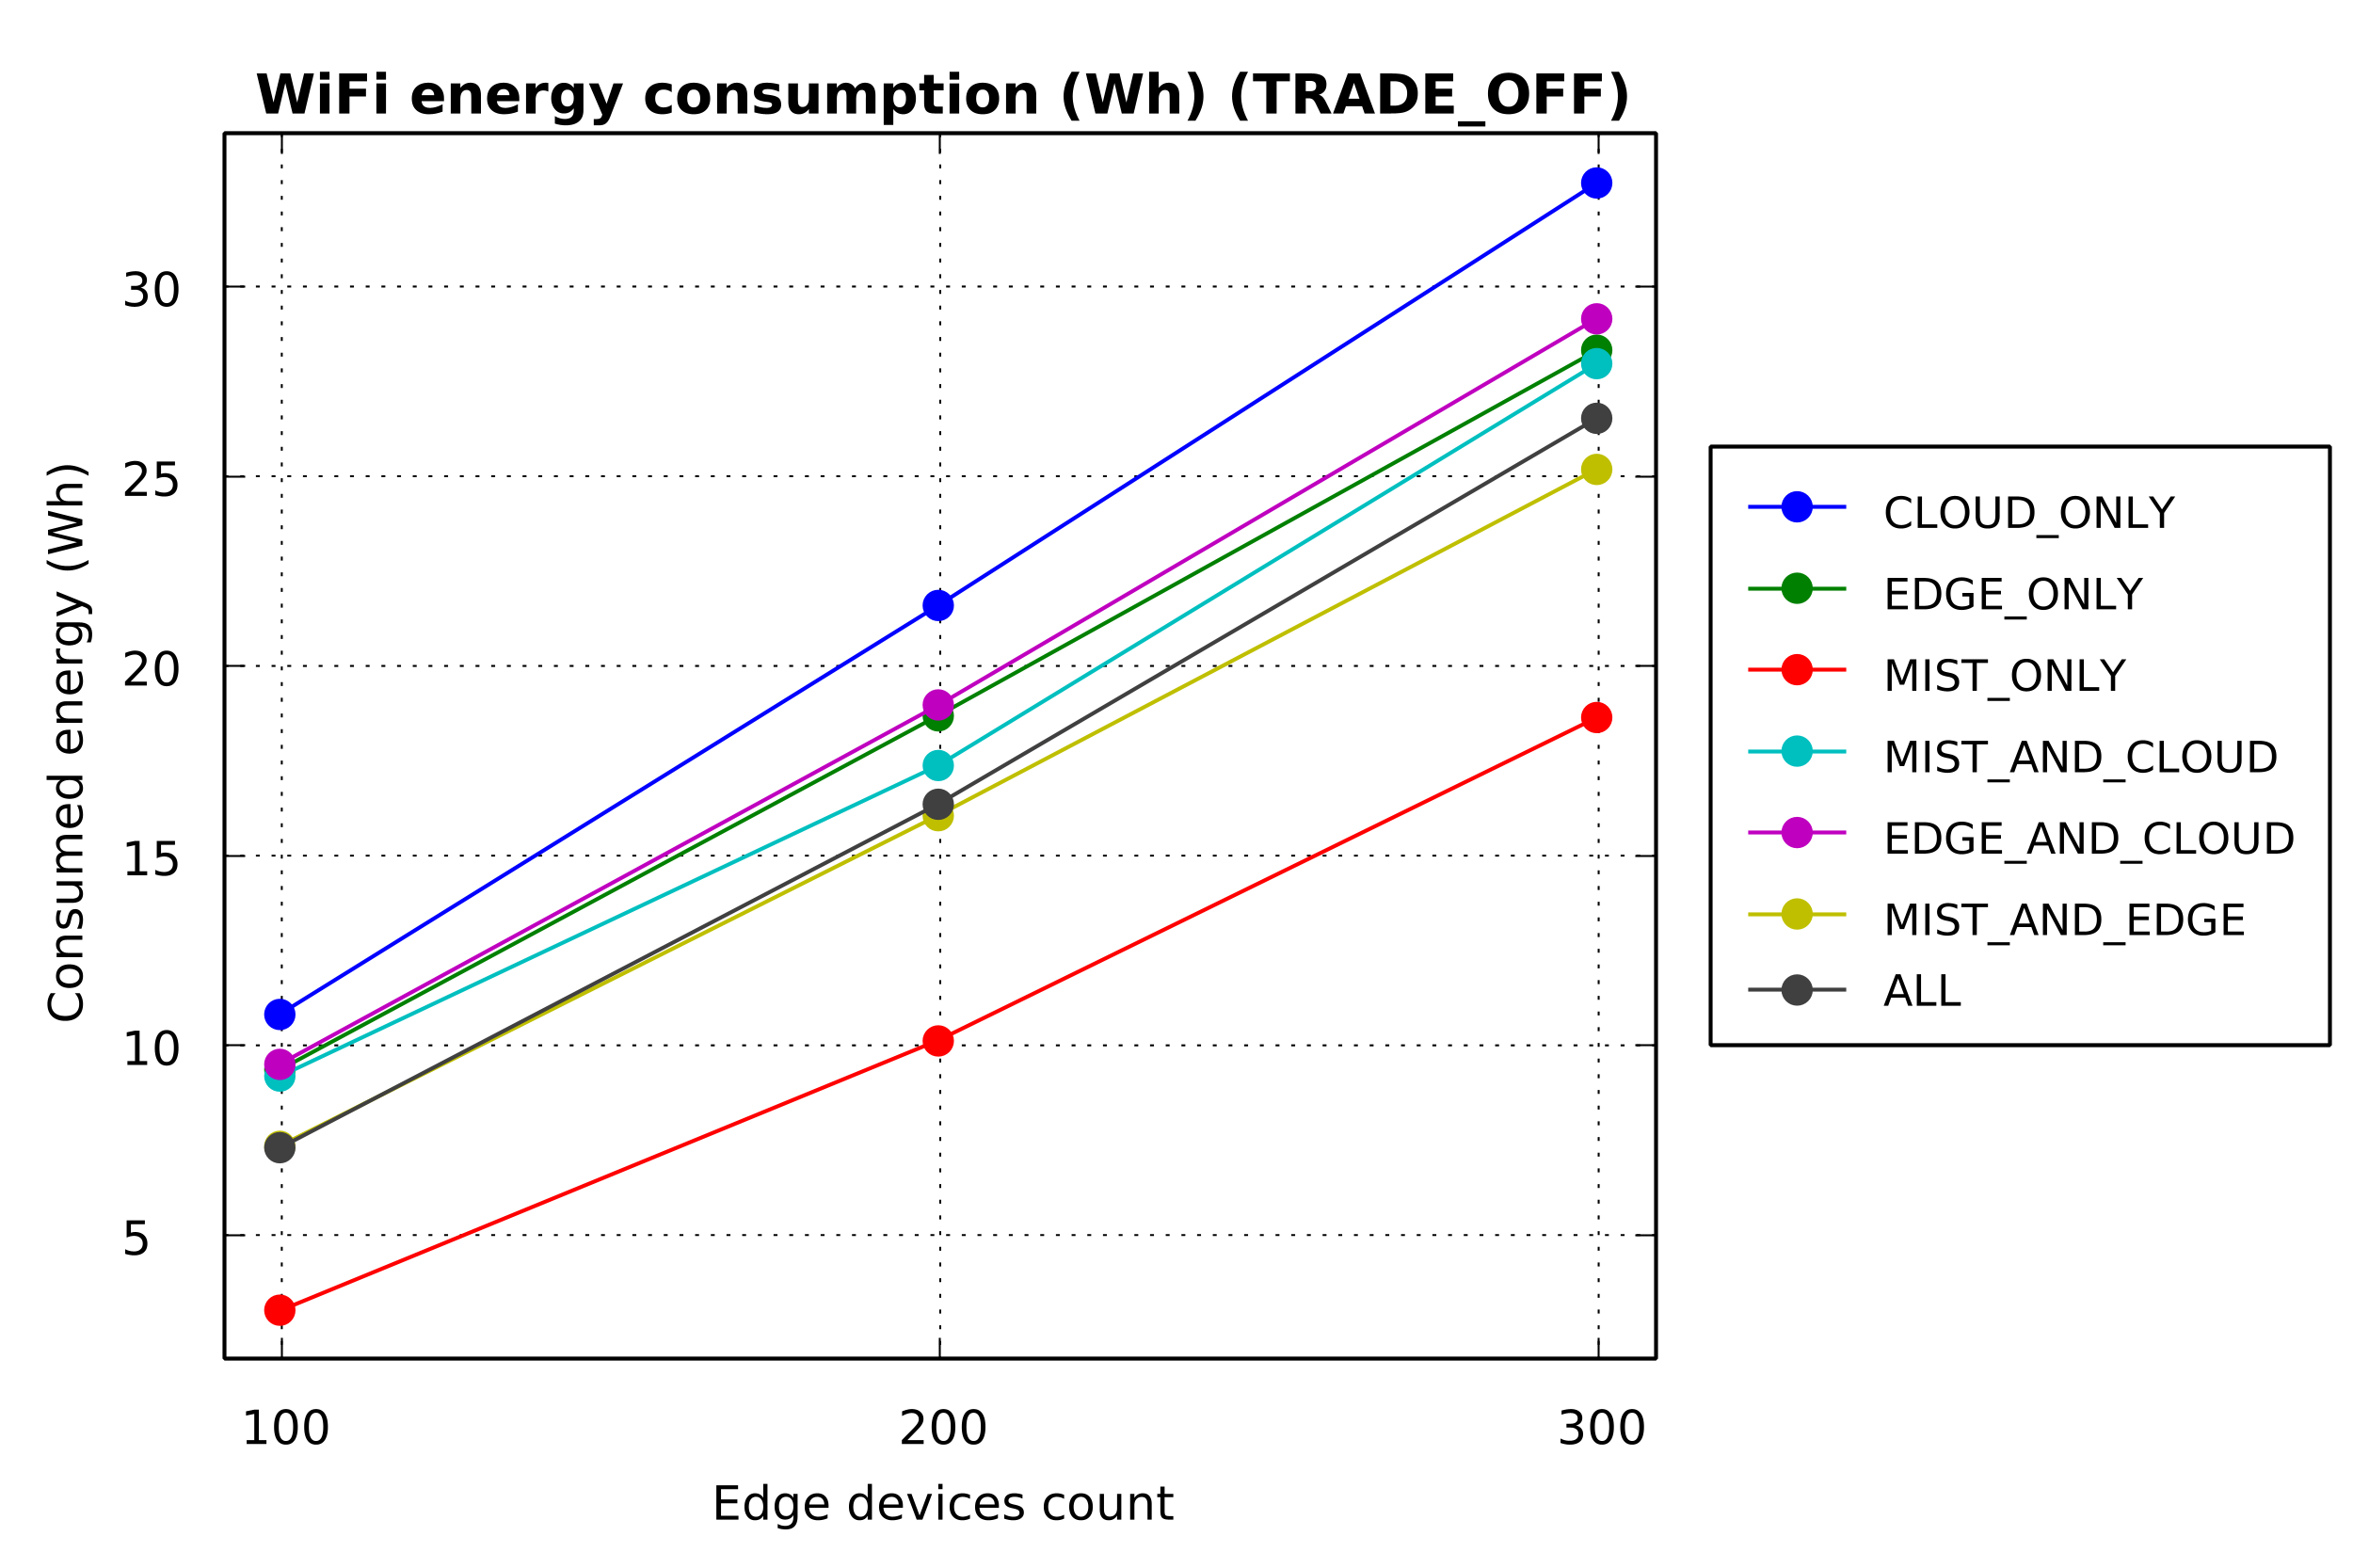 WiFi energy consumption (Wh) (TRADE_OFF)
Consumed energy (Wh)
30
25
20
15
10
5
100 200 300
Edge devices count
CLOUD_ONLY
EDGE_ONLY
MIST_ONLY
MIST_AND_CLOUD
EDGE_AND_CLOUD
MIST_AND_EDGE
ALL